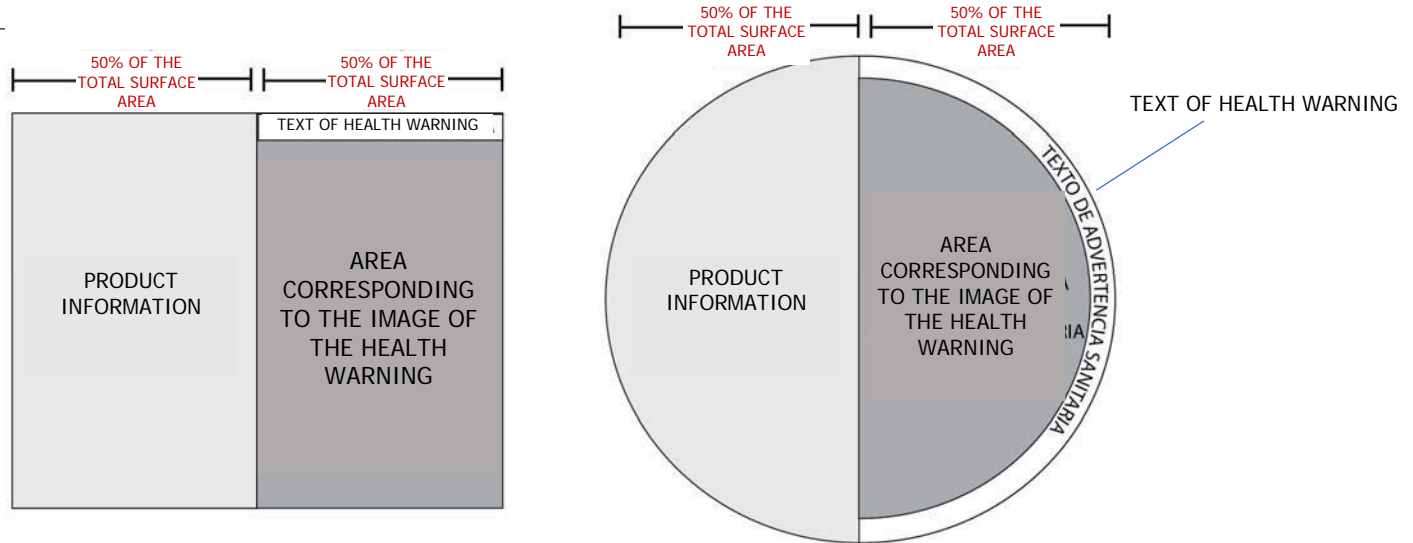 50% OF THE
TOTAL SURFACE
AREA
50% OF THE
TOTAL SURFACE
AREA
TEXT OF HEALTH WARNING
PRODUCT
INFORMATION
AREA
CORRESPONDING
TO THE IMAGE OF
THE HEALTH
WARNING
50% OF THE
TOTAL SURFACE
AREA
50% OF THE
TOTAL SURFACE
AREA
TEXT OF HEALTH WARNING
TEXTO DE ADVERTENCIA SANITARIA
PRODUCT
INFORMATION
AREA
CORRESPONDING
TO THE IMAGE OF
THE HEALTH
WARNING